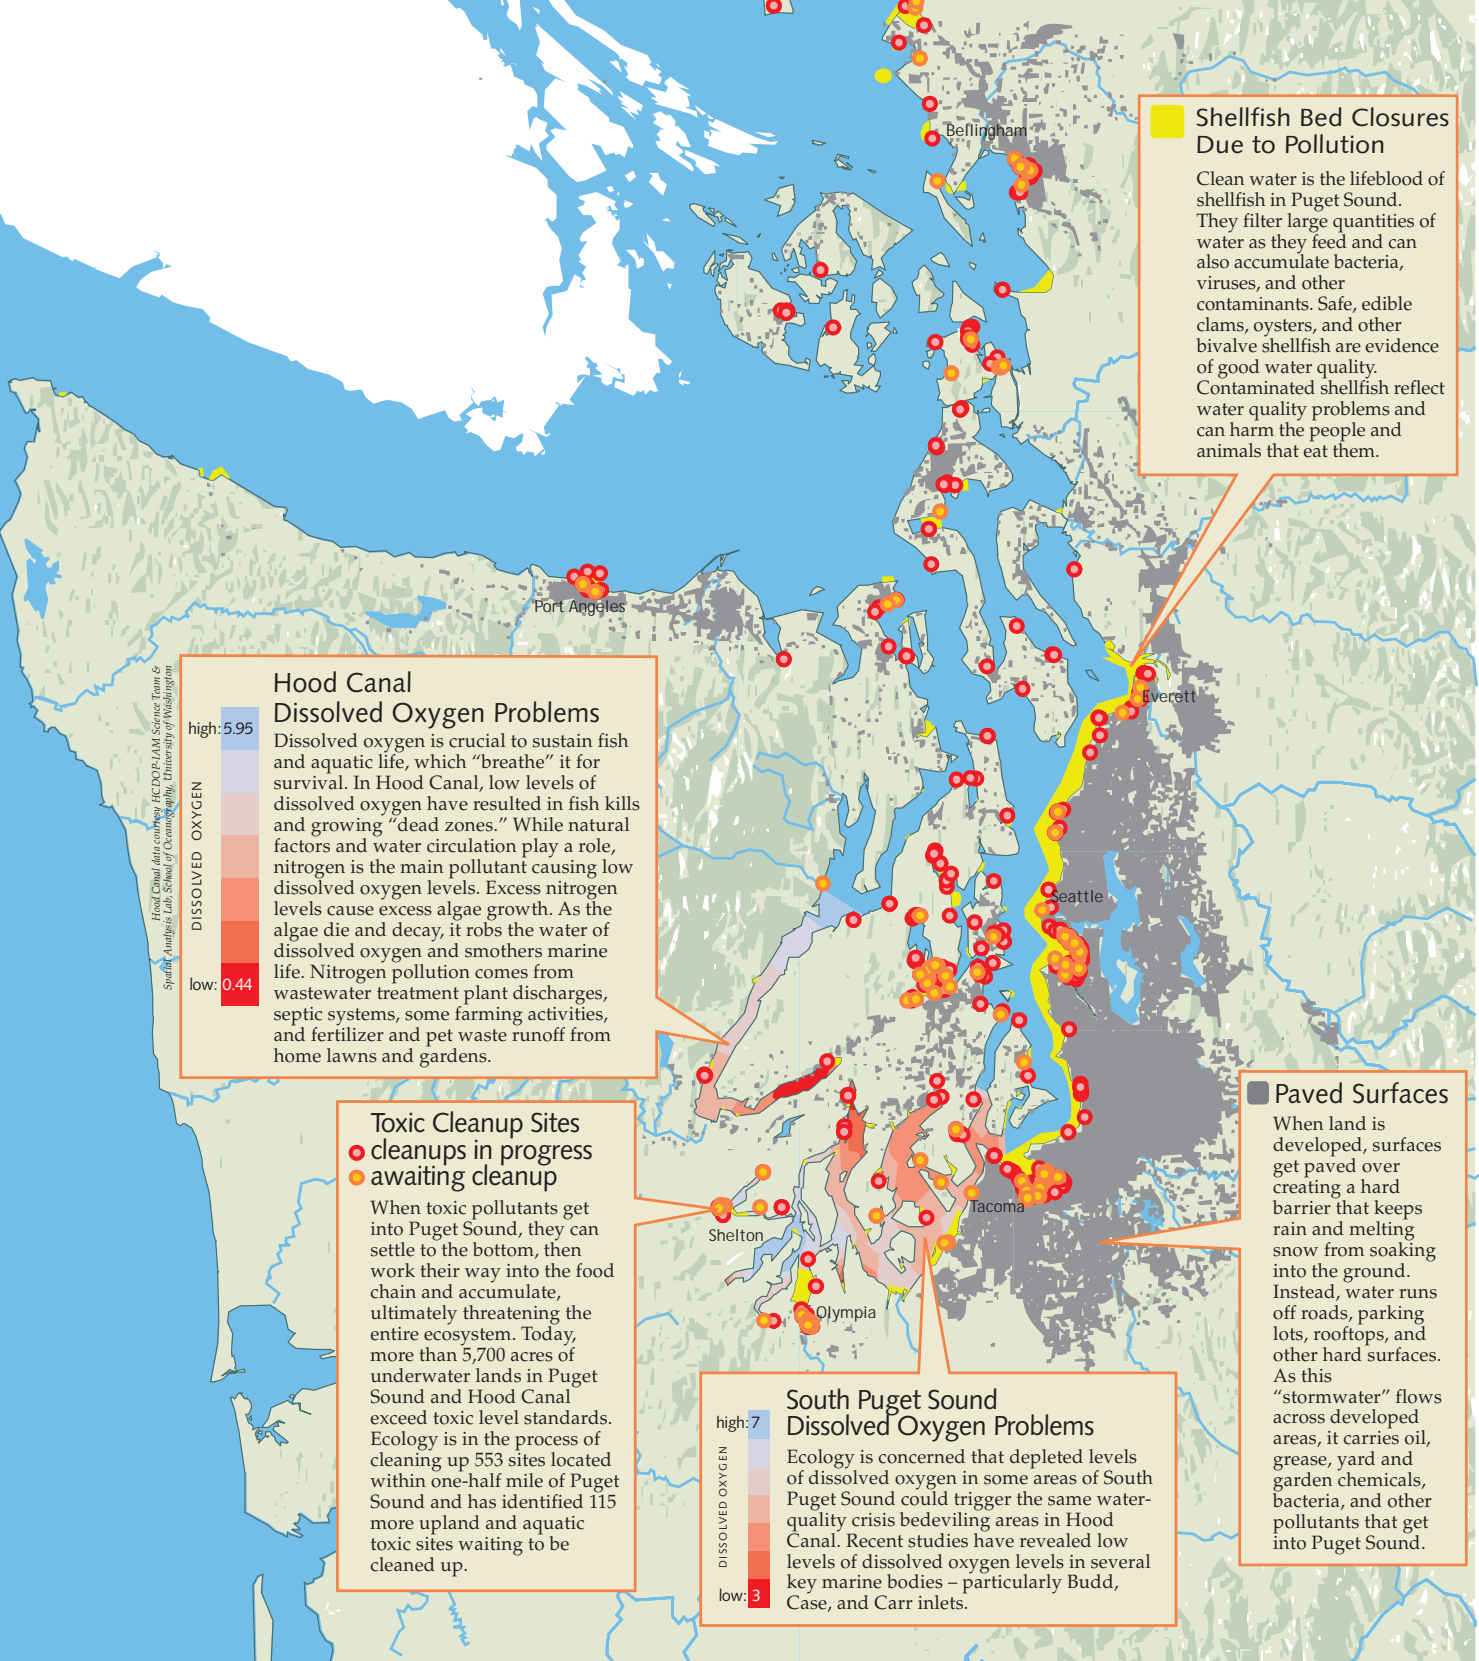 Bellingham
Shellfish Bed Closures
Due to Pollution
Clean water is the lifeblood of
shellfish in Puget Sound.
They filter large quantities of
water as they feed and can
also accumulate bacteria,
viruses, and other
contaminants. Safe, edible
clams, oysters, and other
bivalve shellfish are evidence
of good water quality.
Contaminated shellfish reflect
water quality problems and
can harm the people and
animals that eat them.
Port Angeles
Everett
Hood Canal data courtesy HCDOP-IAM Science Team &
Spatial Analysis Lab, School of Oceanography, University of Washington
Hood Canal
Dissolved Oxygen Problems
high: 5.95
DISSOLVED OXYGEN
low: 0.44
Dissolved oxygen is crucial to sustain fish
and aquatic life, which “breathe” it for
survival. In Hood Canal, low levels of
dissolved oxygen have resulted in fish kills
and growing “dead zones.” While natural
factors and water circulation play a role,
nitrogen is the main pollutant causing low
dissolved oxygen levels. Excess nitrogen
levels cause excess algae growth. As the
algae die and decay, it robs the water of
dissolved oxygen and smothers marine
life. Nitrogen pollution comes from
wastewater treatment plant discharges,
septic systems, some farming activities,
and fertilizer and pet waste runoff from
home lawns and gardens.
Seattle
Toxic Cleanup Sites
cleanups in progress
awaiting cleanup
When toxic pollutants get
into Puget Sound, they can
settle to the bottom, then
work their way into the food
chain and accumulate,
ultimately threatening the
entire ecosystem. Today,
more than 5,700 acres of
underwater lands in Puget
Sound and Hood Canal
exceed toxic level standards.
Ecology is in the process of
cleaning up 553 sites located
within one-half mile of Puget
Sound and has identified 115
more upland and aquatic
toxic sites waiting to be
cleaned up.
Shelton
Tacoma
Olympia
Paved Surfaces
When land is
developed, surfaces
get paved over
creating a hard
barrier that keeps
rain and melting
snow from soaking
into the ground.
Instead, water runs
off roads, parking
lots, rooftops, and
other hard surfaces.
As this
“stormwater” flows
across developed
areas, it carries oil,
grease, yard and
garden chemicals,
bacteria, and other
pollutants that get
into Puget Sound.
South Puget Sound
Dissolved Oxygen Problems
high: 7
DISSOLVED OXYGEN
low: 3
Ecology is concerned that depleted levels
of dissolved oxygen in some areas of South
Puget Sound could trigger the same water-
quality crisis bedeviling areas in Hood
Canal. Recent studies have revealed low
levels of dissolved oxygen levels in several
key marine bodies – particularly Budd,
Case, and Carr inlets.